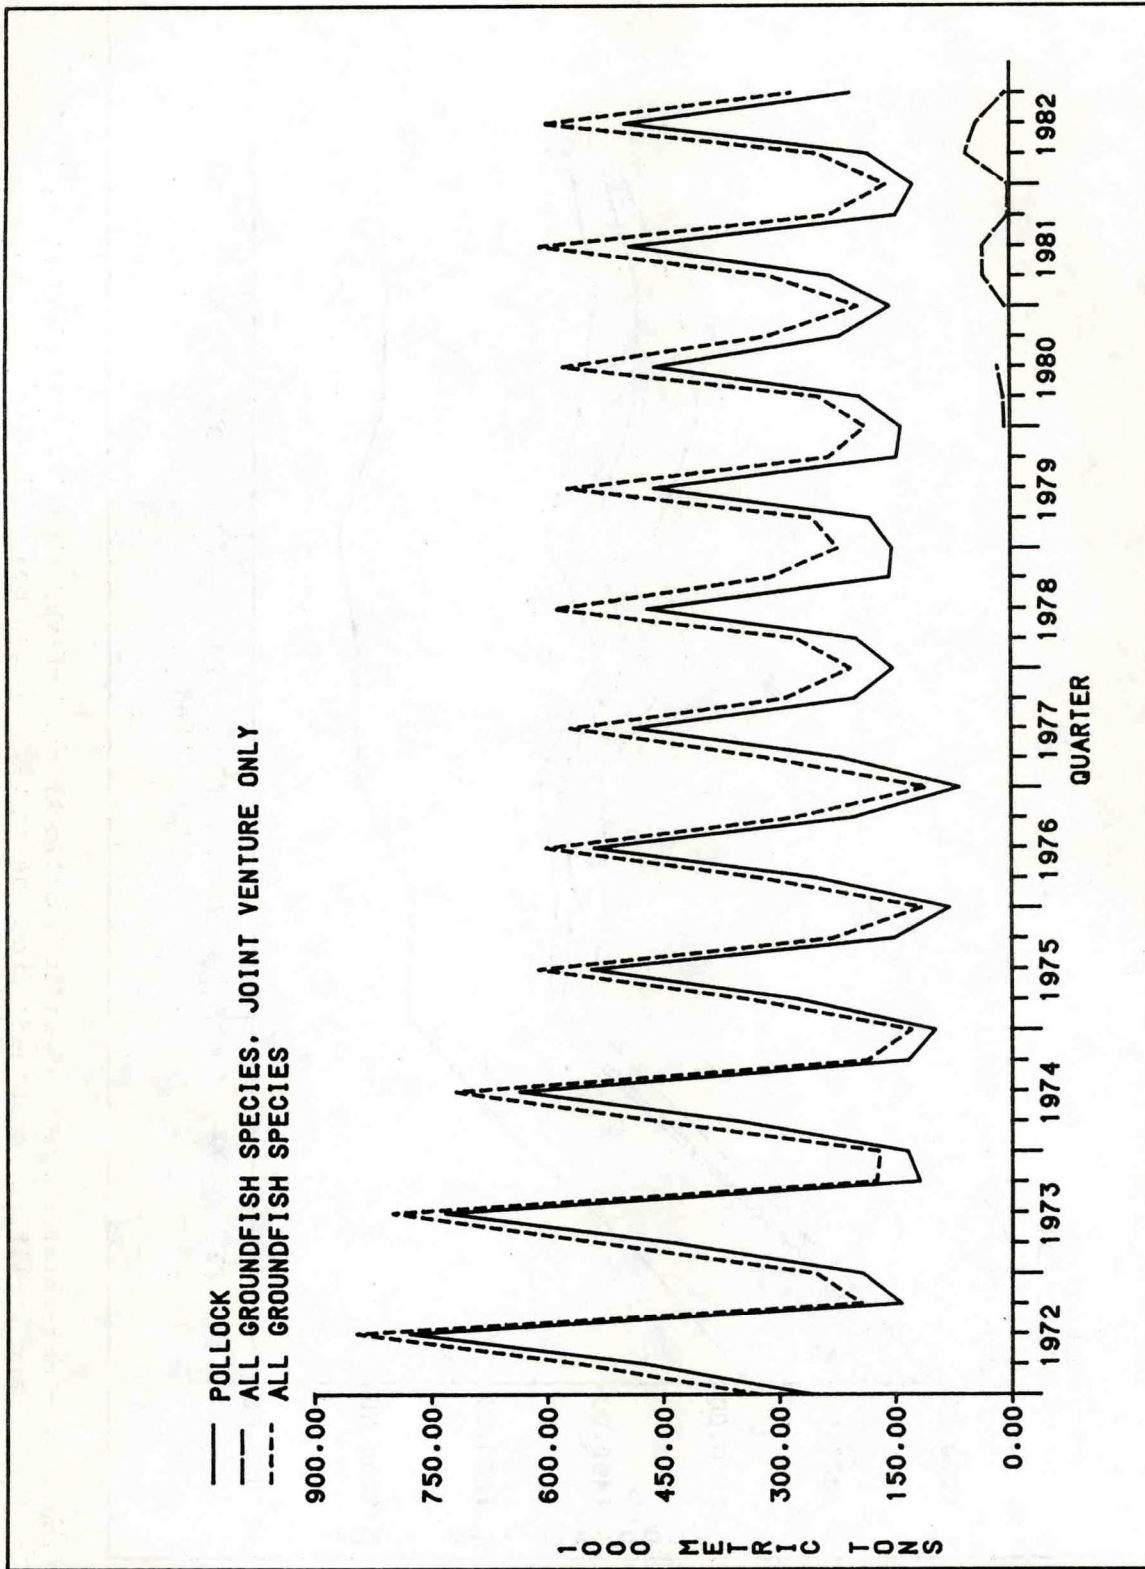 POLLOCK
ALL GROUNDFISH SPECIES, JOINT VENTURE ONLY
ALL GROUNDFISH SPECIES
900.00
750.00
600.00
450.00
300.00
150.00
0.00
1000 METRIC TONS
1972 1973 1974 1975 1976 1977 1978 1979 1980 1981 1982
QUARTER